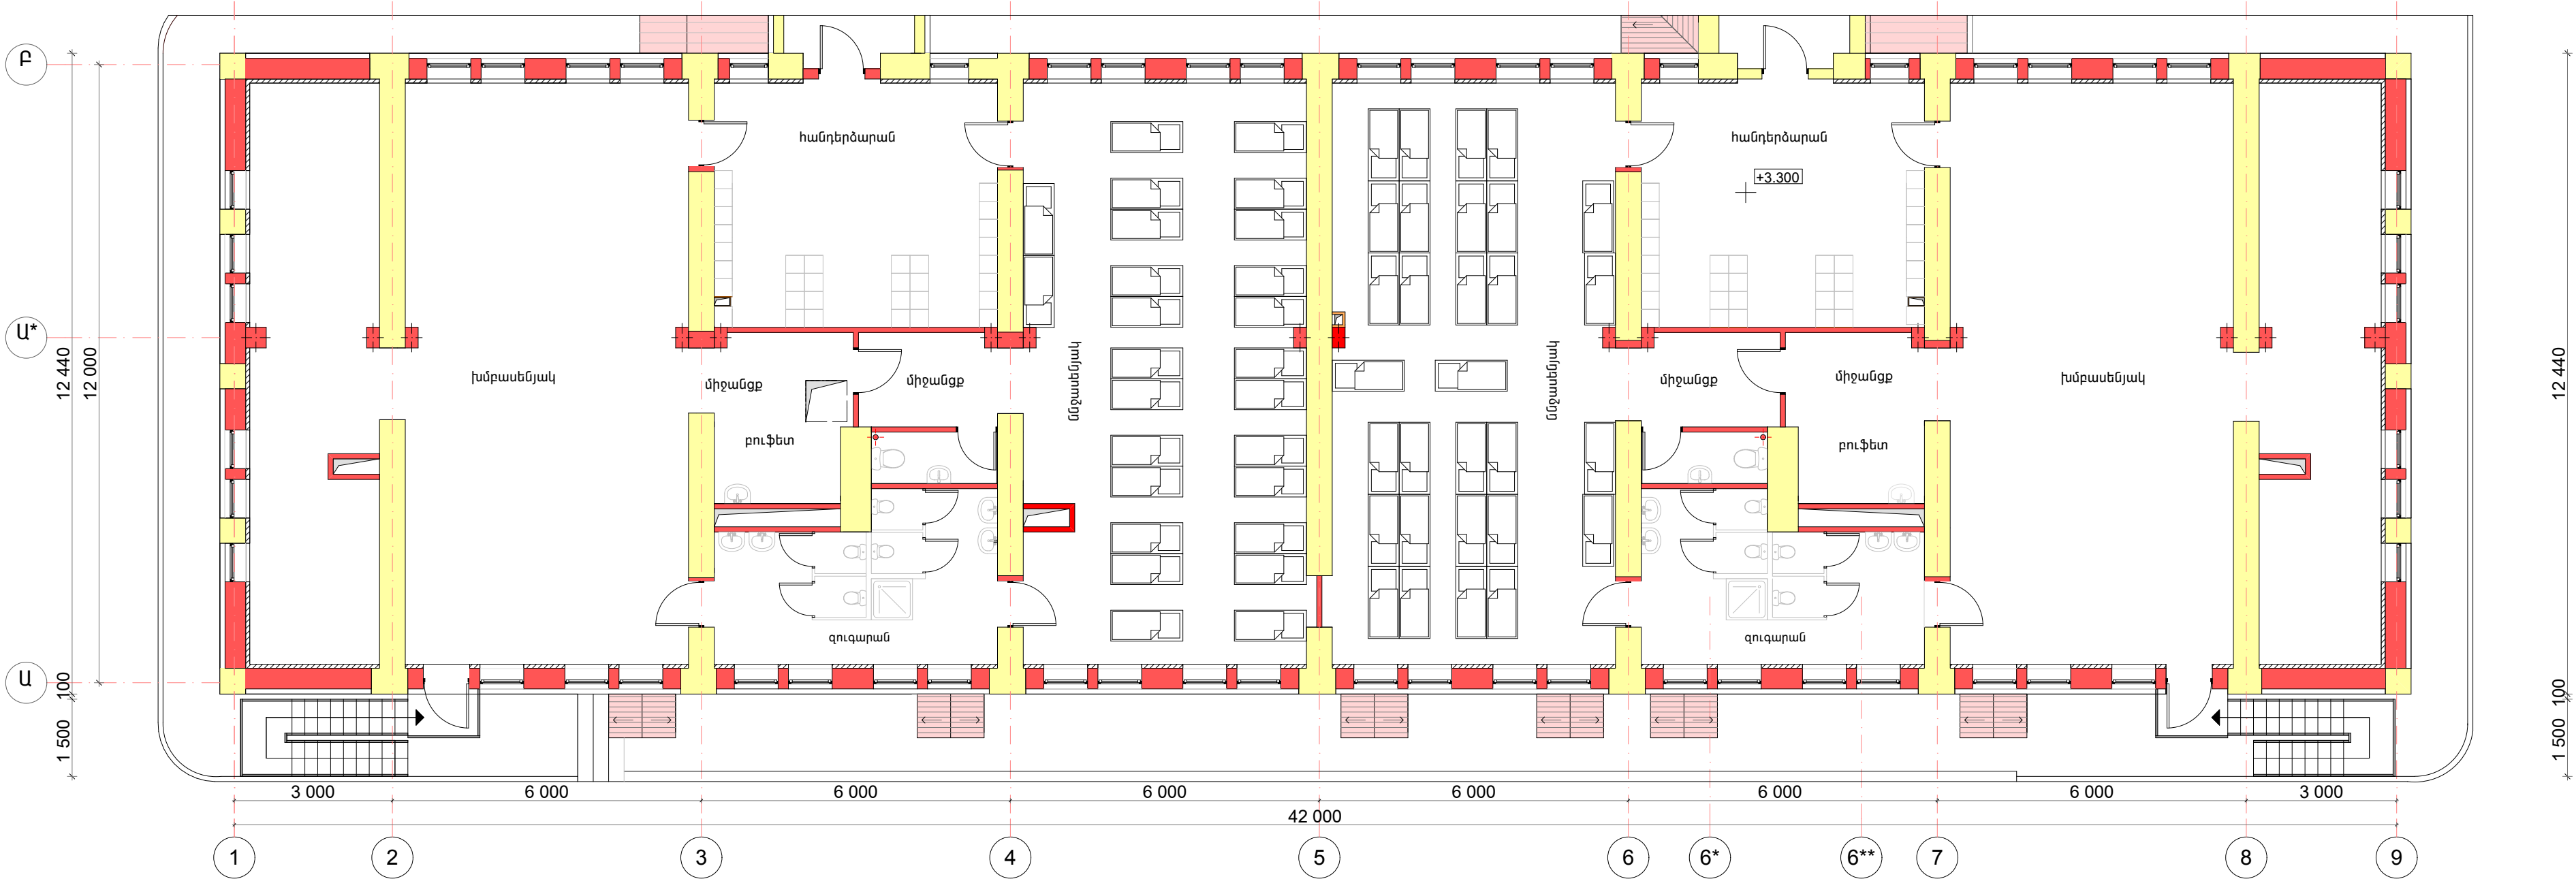 Բ
հանդերձարան
հանդերձարան
+3.300
Ա*
12 440
12 000
12 440
խմբասենյակ
միջանցք
միջանցք
ննջասենյակ
ննջասենյակ
միջանցք
միջանցք
խմբասենյակ
բուֆետ
բուֆետ
զուգարան
զուգարան
Ա
100
100
1 500
1 500
3 000
6 000
6 000
6 000
6 000
6 000
6 000
3 000
42 000
1
2
3
4
5
6
6*
6**
7
8
9